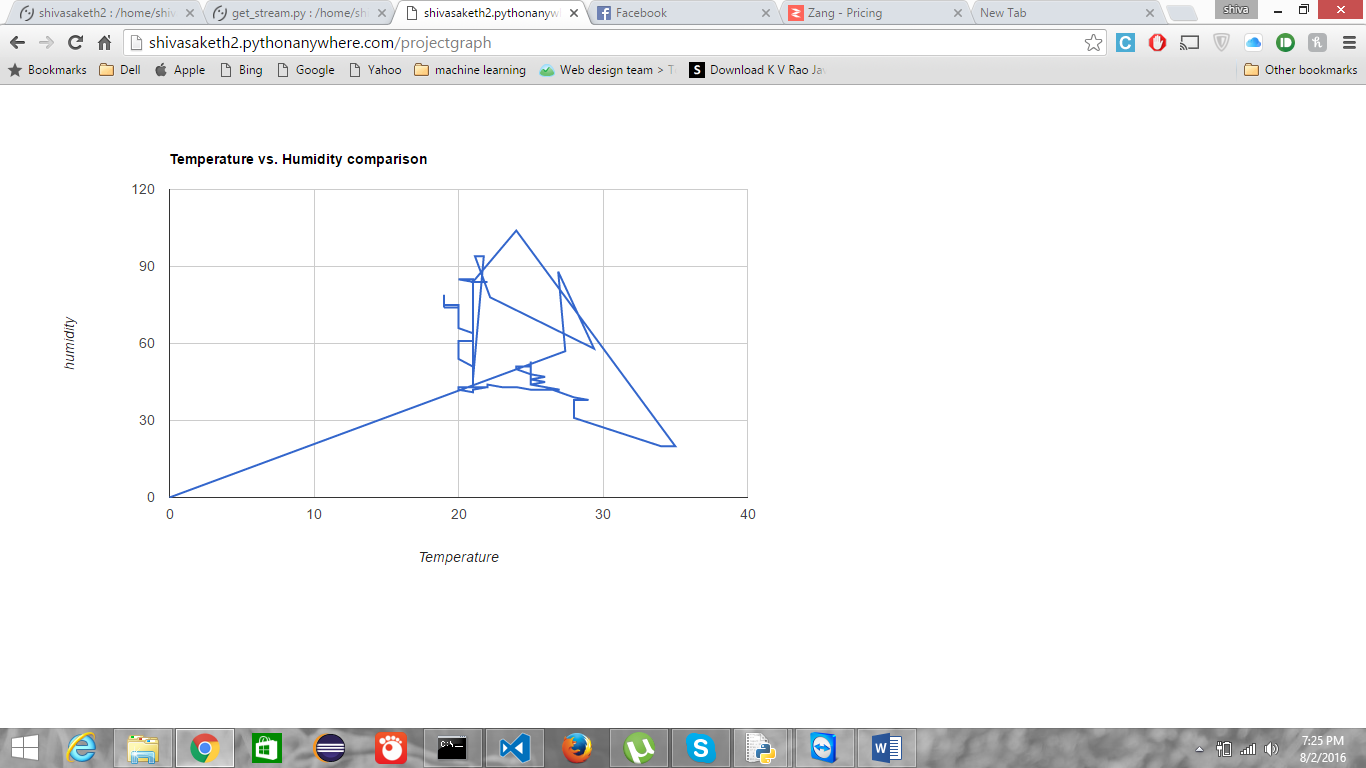 shivasaketh2 : /home/shiv
get_stream.py : /home/sh
shivasaketh2.pythonanyw
Facebook
Zang - Pricing
New Tab
shiva
shivasaketh2.pythonanywhere.com/projectgraph
Bookmarks Dell Apple Bing Google Yahoo machine learning Web design team > Download K V Rao Ja Other bookmarks
Temperature vs. Humidity comparison
120
90
60
30
0
humidity
0 10 20 30 40
Temperature
7:25 PM
8/2/2016